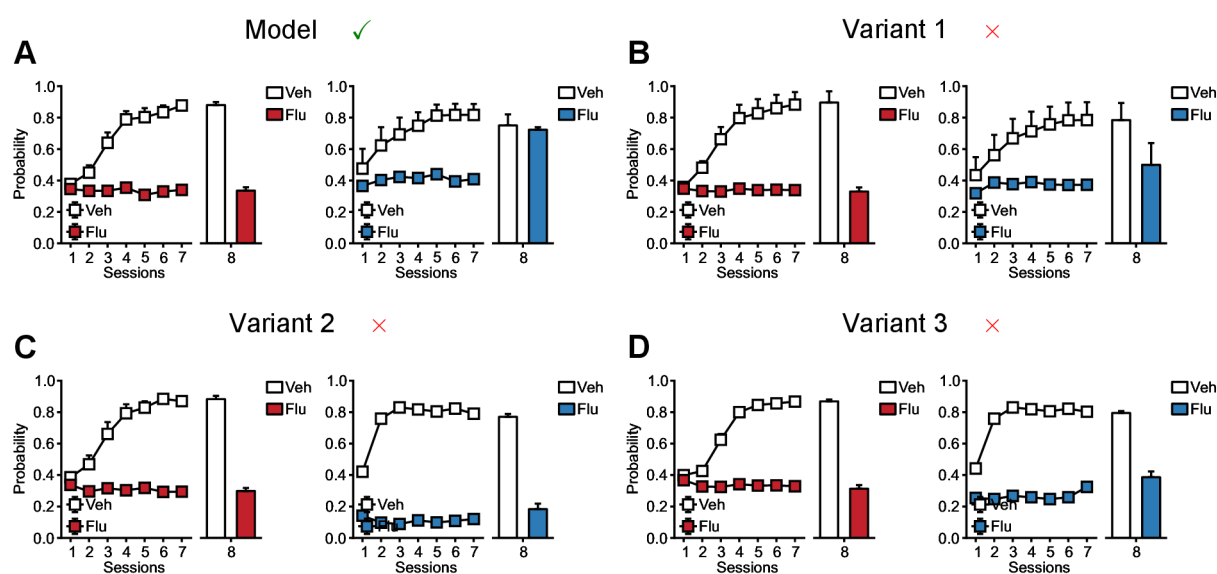 Model ✓
Variant 1 ×
A
B
1.0
0.8
0.6
0.4
0.2
0.0
Probability
Veh
Flu
1 2 3 4 5 6 7
8
Sessions
Veh
Flu
1.0
0.8
0.6
0.4
0.2
0.0
Veh
Flu
1 2 3 4 5 6 7
8
Sessions
Veh
Flu
1.0
0.8
0.6
0.4
0.2
0.0
Probability
Veh
Flu
1 2 3 4 5 6 7
8
Sessions
Veh
Flu
1.0
0.8
0.6
0.4
0.2
0.0
Veh
Flu
1 2 3 4 5 6 7
8
Sessions
Veh
Flu
Variant 2 ×
Variant 3 ×
C
D
1.0
0.8
0.6
0.4
0.2
0.0
Probability
Veh
Flu
1 2 3 4 5 6 7
8
Sessions
Veh
Flu
1.0
0.8
0.6
0.4
0.2
0.0
Veh
Flu
1 2 3 4 5 6 7
8
Sessions
Veh
Flu
1.0
0.8
0.6
0.4
0.2
0.0
Probability
Veh
Flu
1 2 3 4 5 6 7
8
Sessions
Veh
Flu
1.0
0.8
0.6
0.4
0.2
0.0
Veh
Flu
1 2 3 4 5 6 7
8
Sessions
Veh
Flu